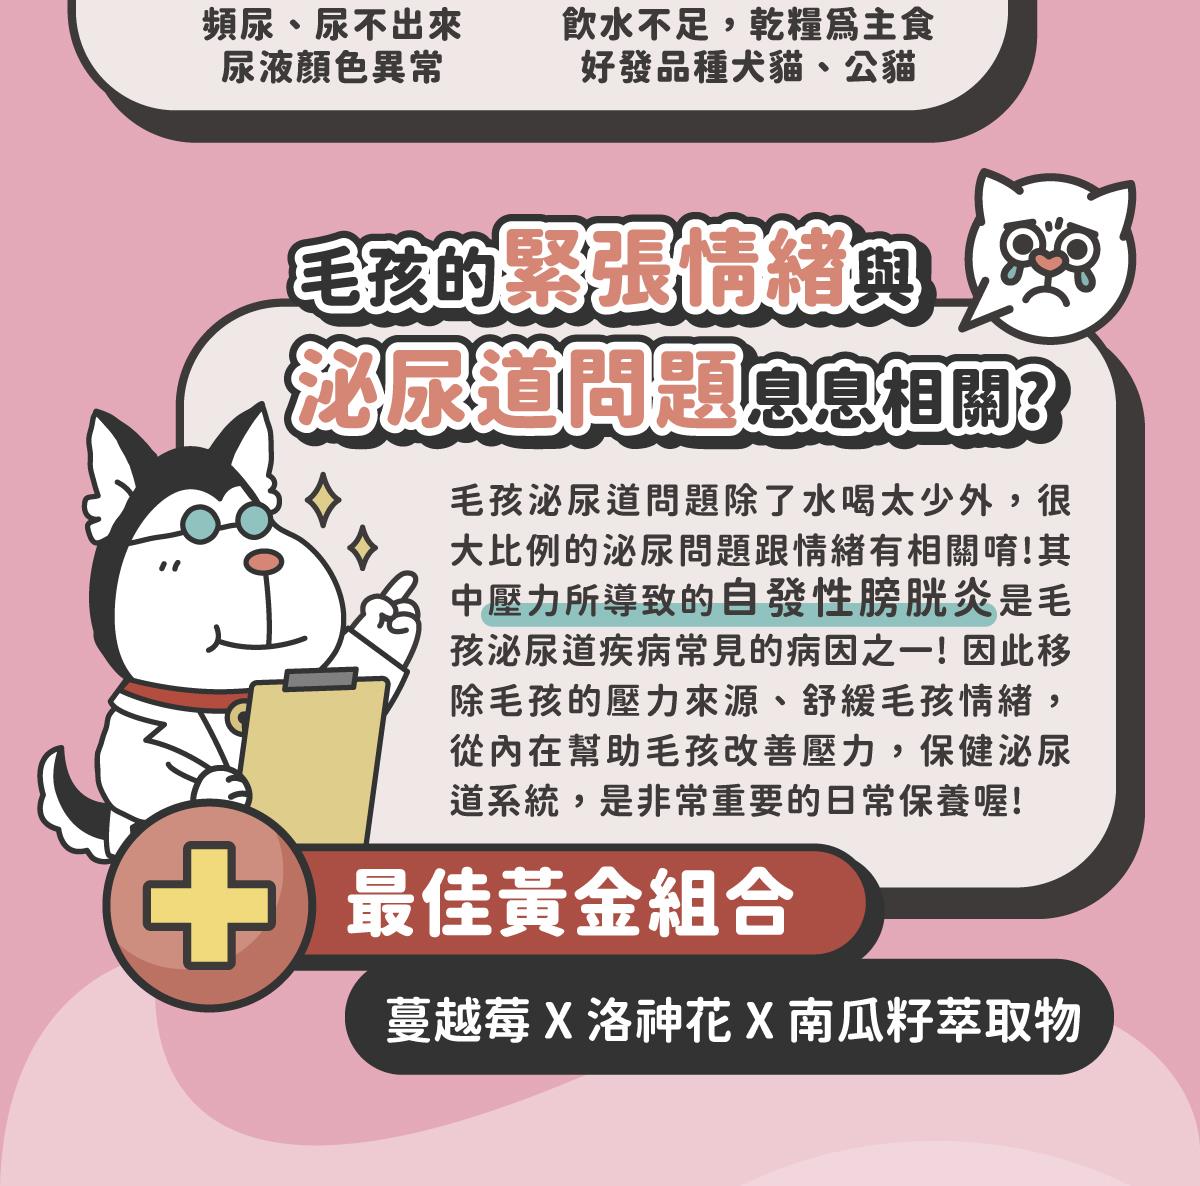 頻尿、尿不出來
尿液顏色異常
飲水不足，乾糧爲主食
好發品種犬貓、公貓
毛孩的緊張情緒與
泌尿道問題息息相關?
毛孩泌尿道問題除了水喝太少外，很
大比例的泌尿問題跟情緒有相關唷!其
中壓力所導致的自發性膀胱炎是毛
孩泌尿道疾病常見的病因之一! 因此移
除毛孩的壓力來源、舒緩毛孩情緒，
從內在幫助毛孩改善壓力，保健泌尿
道系統，是非常重要的日常保養喔!
最佳黃金組合
蔓越莓 X 洛神花 X 南瓜籽萃取物